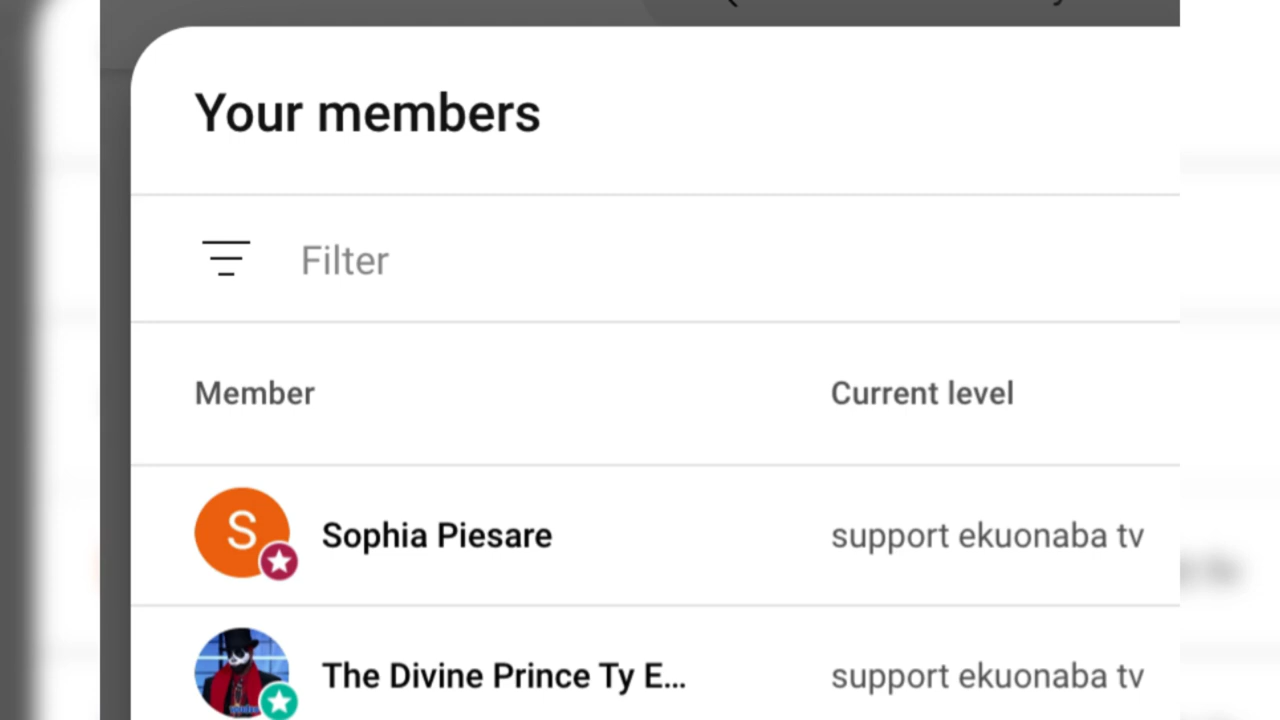 Your members
Filter
Member Current level
S Sophia Piesare support ekuonaba tv
The Divine Prince Ty E... support ekuonaba tv